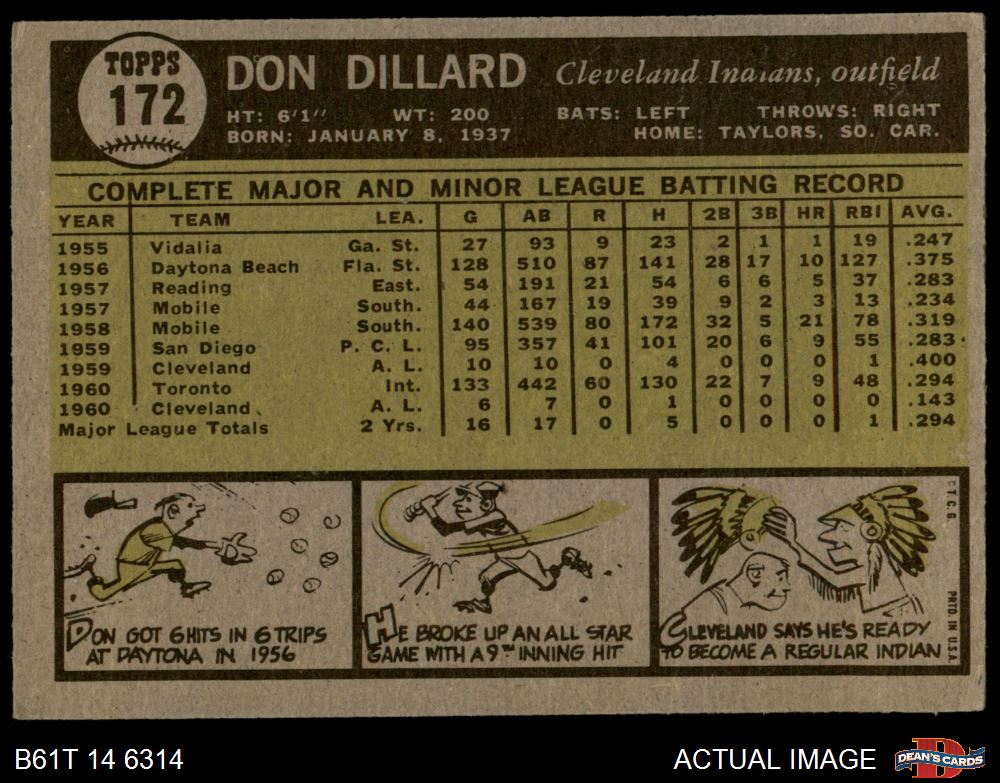 TOPPS
172
DON DILLARD Cleveland Indians, outfield
HT: 6'1" WT: 200 BATS: LEFT THROWS: RIGHT
BORN: JANUARY 8, 1937 HOME: TAYLORS, SO. CAR.
COMPLETE MAJOR AND MINOR LEAGUE BATTING RECORD
YEAR TEAM LEA. G AB R H 2B 3B HR RBI AVG.
1955 Vidalia Ga. St. 27 93 9 23 2 1 1 19 .247
1956 Daytona Beach Fla. St. 128 510 87 141 28 17 10 127 .375
1957 Reading East. 54 191 21 54 6 6 5 37 .283
1957 Mobile South. 44 167 19 39 9 2 3 13 .234
1958 Mobile South. 140 539 80 172 32 5 21 78 .319
1959 San Diego P. C. L. 95 357 41 101 20 6 9 55 .283
1959 Cleveland A. L. 10 10 0 4 0 0 0 1 .400
1960 Toronto Int. 133 442 60 130 22 7 9 48 .294
1960 Cleveland A. L. 6 7 0 1 0 0 0 0 .143
Major League Totals 2 Yrs. 16 17 0 5 0 0 0 1 .294
DON GOT 6 HITS IN 6 TRIPS
AT DAYTONA IN 1956
HE BROKE UP AN ALL STAR
GAME WITH A 9TH INNING HIT
CLEVELAND SAYS HE'S READY
TO BECOME A REGULAR INDIAN
©T.C.G.
PRTD. IN U.S.A.
B61T 14 6314
ACTUAL IMAGE
D
DEAN'S CARDS